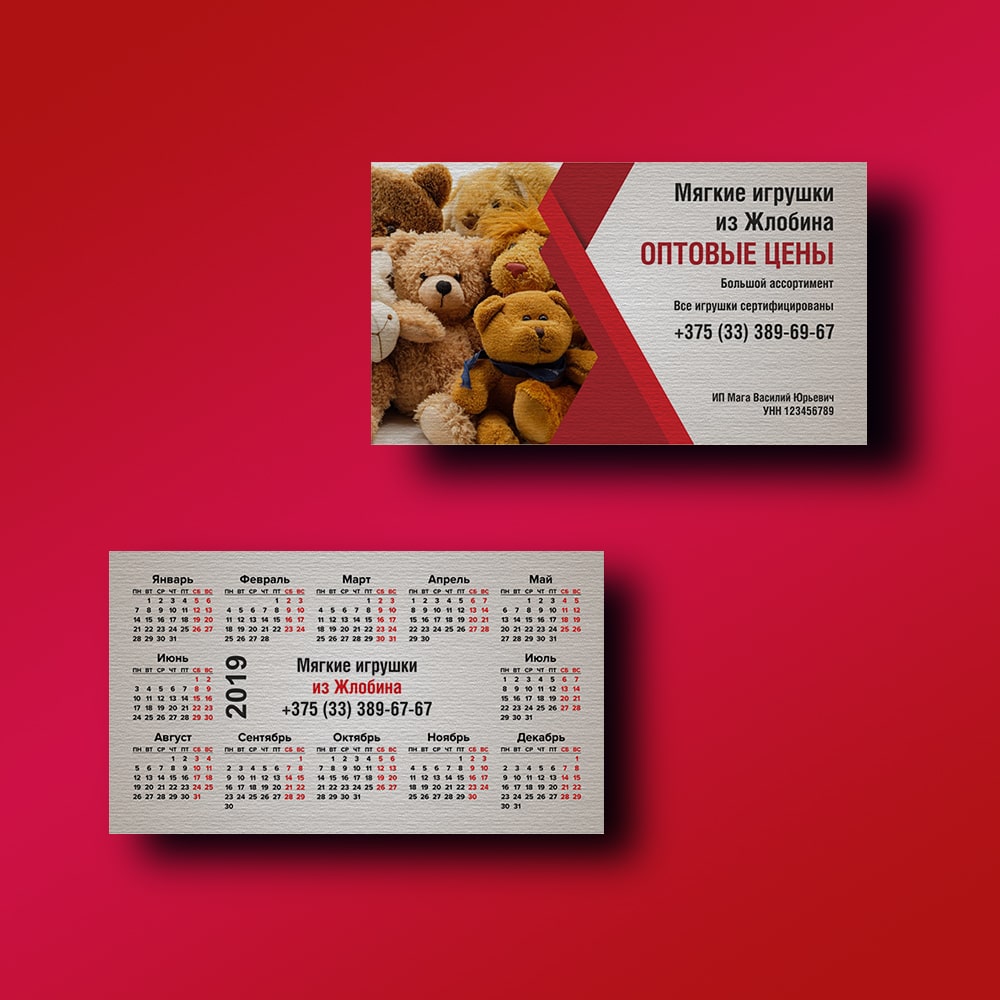 Мягкие игрушки
из Жлобина
ОПТОВЫЕ ЦЕНЫ
Большой ассортимент
Все игрушки сертифицированы
+375 (33) 389-69-67
ИП Мага Василий Юрьевич
УНН 123456789
Январь
ПН ВТ СР ЧТ ПТ СБ ВС
1 2 3 4 5 6
7 8 9 10 11 12 13
14 15 16 17 18 19 20
21 22 23 24 25 26 27
28 29 30 31
Февраль
ПН ВТ СР ЧТ ПТ СБ ВС
1 2 3
4 5 6 7 8 9 10
11 12 13 14 15 16 17
18 19 20 21 22 23 24
25 26 27 28
Март
ПН ВТ СР ЧТ ПТ СБ ВС
1 2 3
4 5 6 7 8 9 10
11 12 13 14 15 16 17
18 19 20 21 22 23 24
25 26 27 28 29 30 31
Апрель
ПН ВТ СР ЧТ ПТ СБ ВС
1 2 3 4 5 6 7
8 9 10 11 12 13 14
15 16 17 18 19 20 21
22 23 24 25 26 27 28
29 30
Май
ПН ВТ СР ЧТ ПТ СБ ВС
1 2 3 4 5
6 7 8 9 10 11 12
13 14 15 16 17 18 19
20 21 22 23 24 25 26
27 28 29 30 31
Июнь
ПН ВТ СР ЧТ ПТ СБ ВС
1 2
3 4 5 6 7 8 9
10 11 12 13 14 15 16
17 18 19 20 21 22 23
24 25 26 27 28 29 30
2019
Мягкие игрушки
из Жлобина
+375 (33) 389-67-67
Июль
ПН ВТ СР ЧТ ПТ СБ ВС
1 2 3 4 5 6 7
8 9 10 11 12 13 14
15 16 17 18 19 20 21
22 23 24 25 26 27 28
29 30 31
Август
ПН ВТ СР ЧТ ПТ СБ ВС
1 2 3 4
5 6 7 8 9 10 11
12 13 14 15 16 17 18
19 20 21 22 23 24 25
26 27 28 29 30 31
Сентябрь
ПН ВТ СР ЧТ ПТ СБ ВС
1
2 3 4 5 6 7 8
9 10 11 12 13 14 15
16 17 18 19 20 21 22
23 24 25 26 27 28 29
30
Октябрь
ПН ВТ СР ЧТ ПТ СБ ВС
1 2 3 4 5 6
7 8 9 10 11 12 13
14 15 16 17 18 19 20
21 22 23 24 25 26 27
28 29 30 31
Ноябрь
ПН ВТ СР ЧТ ПТ СБ ВС
1 2 3
4 5 6 7 8 9 10
11 12 13 14 15 16 17
18 19 20 21 22 23 24
25 26 27 28 29 30
Декабрь
ПН ВТ СР ЧТ ПТ СБ ВС
1
2 3 4 5 6 7 8
9 10 11 12 13 14 15
16 17 18 19 20 21 22
23 24 25 26 27 28 29
30 31